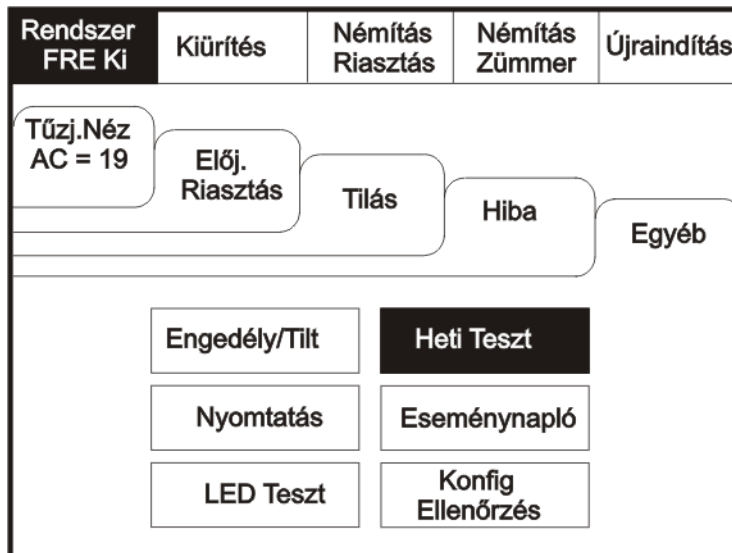 Rendszer
FRE Ki
Kiürítés
Némítás
Riasztás
Némítás
Zümmer
Újraindítás
Tűzj.Néz
AC = 19
Előj.
Riasztás
Tilás
Hiba
Egyéb
Engedély/Tilt
Heti Teszt
Nyomtatás
Eseménynapló
LED Teszt
Konfig
Ellenőrzés